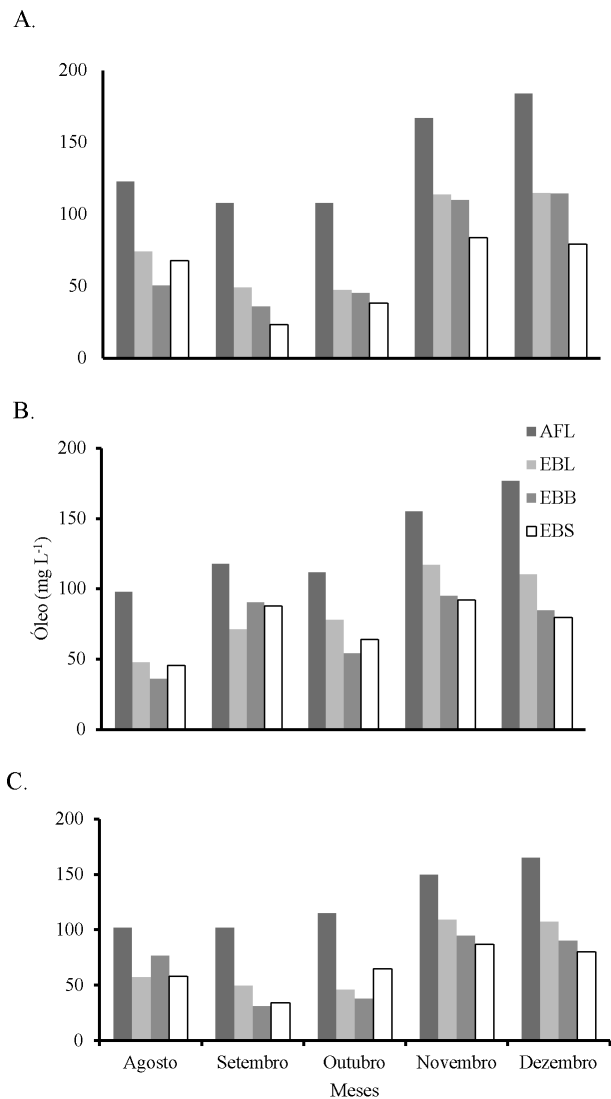 A.
200
150
100
50
0
B.
AFL
EBL
EBB
EBS
200
150
100
50
0
Óleo (mg L-1)
C.
200
150
100
50
0
Agosto Setembro Outubro Novembro Dezembro
Meses